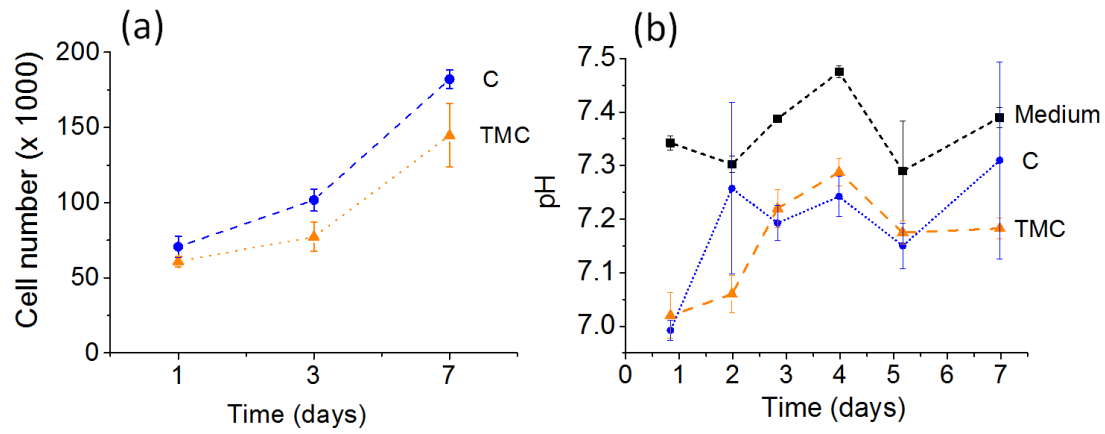 (a)
200
150
100
50
0
1 3 7
Cell number (x 1000)
Time (days)
C
TMC
(b)
7.5
7.4
7.3
7.2
7.1
7.0
0 1 2 3 4 5 6 7
pH
Time (days)
Medium
C
TMC